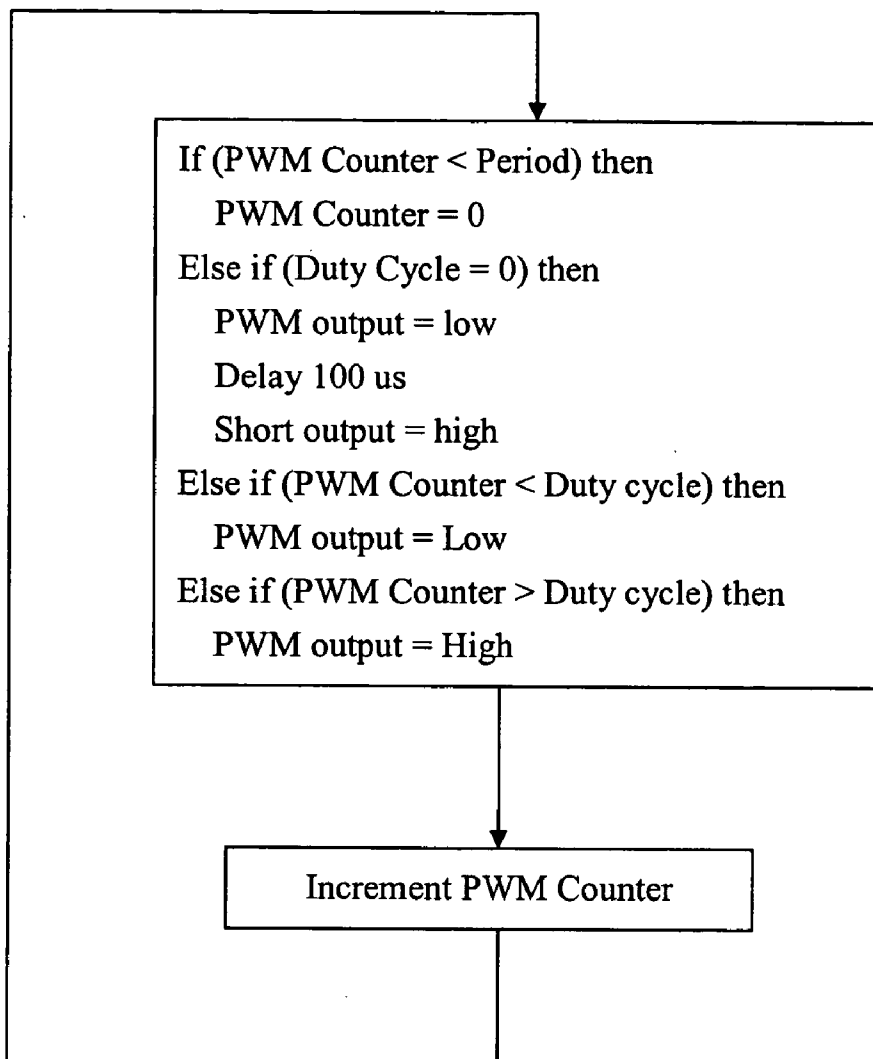 If (PWM Counter < Period) then
PWM Counter = 0
Else if (Duty Cycle = 0) then
PWM output = low
Delay 100 us
Short output = high
Else if (PWM Counter < Duty cycle) then
PWM output = Low
Else if (PWM Counter > Duty cycle) then
PWM output = High
Increment PWM Counter